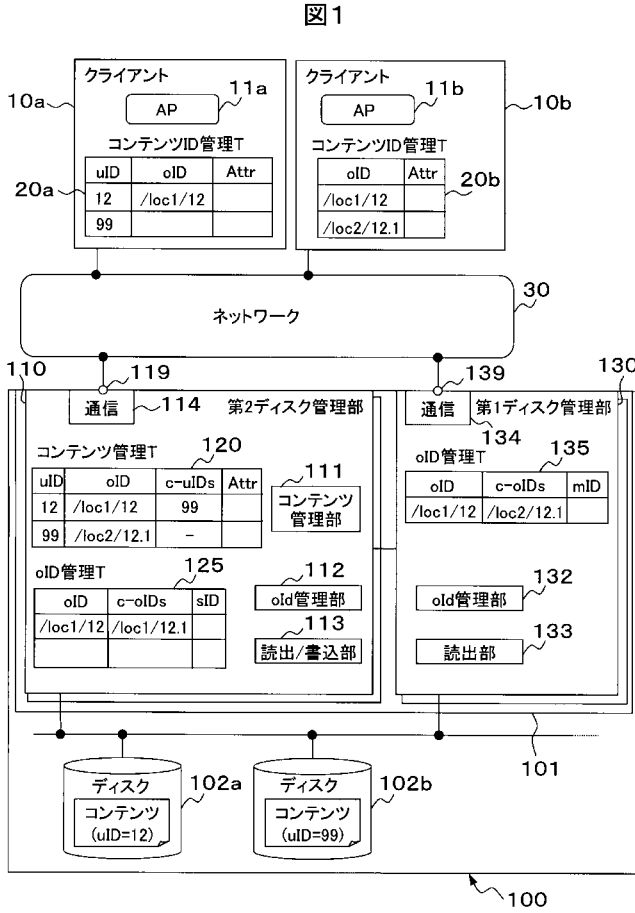 図1
クライアント
10a
11a
AP
コンテンツID管理T
uID oID Attr
20a
12 /loc1/12
99
クライアント
10b
11b
AP
コンテンツID管理T
oID Attr
20b
/loc1/12
/loc2/12.1
ネットワーク
30
110
119
通信
114
第2ディスク管理部
コンテンツ管理T
120
uID oID c-uIDs Attr
12 /loc1/12 99
99 /loc2/12.1 -
111
コンテンツ
管理部
oID管理T
125
oID c-oIDs sID
/loc1/12 /loc1/12.1
112
oId管理部
113
読出/書込部
130
139
通信
134
第1ディスク管理部
oID管理T
135
oID c-oIDs mID
/loc1/12 /loc2/12.1
132
oId管理部
133
読出部
101
ディスク
102a
コンテンツ
(uID=12)
ディスク
102b
コンテンツ
(uID=99)
100